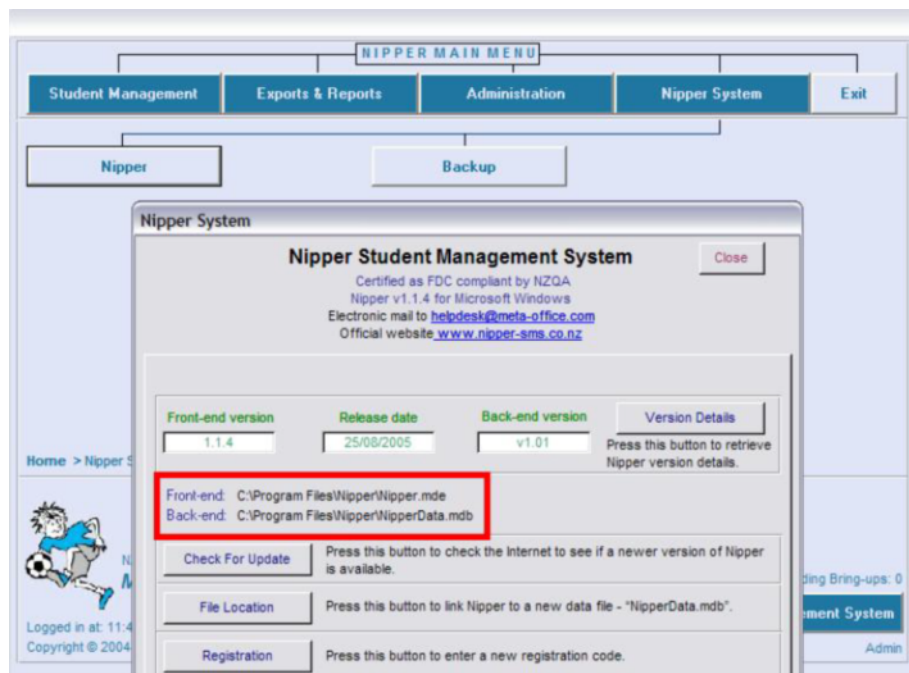 NIPPER MAIN MENU
Student Management Exports & Reports Administration Nipper System Exit
Nipper Backup
Nipper System
Nipper Student Management System Close
Certified as FDC compliant by NZQA
Nipper v1.1.4 for Microsoft Windows
Electronic mail to helpdesk@meta-office.com
Official website www.nipper-sms.co.nz
Front-end version Release date Back-end version Version Details
1.1.4 25/08/2005 v1.01 Press this button to retrieve
Nipper version details.
Home > Nipper S
Front-end: C:\Program Files\Nipper\Nipper.mde
Back-end: C:\Program Files\Nipper\NipperData.mdb
Check For Update Press this button to check the Internet to see if a newer version of Nipper
is available.
ding Bring-ups: 0
File Location Press this button to link Nipper to a new data file - "NipperData.mdb".
ement System
Logged in at: 11:4
Copyright © 2004 Admin
Registration Press this button to enter a new registration code.